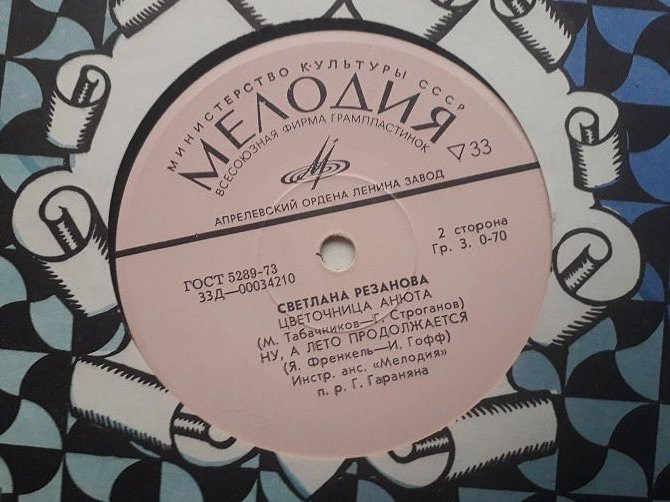 МИНИСТЕРСТВО КУЛЬТУРЫ СССР
МЕЛОДИЯ
ВСЕСОЮЗНАЯ ФИРМА ГРАМПЛАСТИНОК
33
АПРЕЛЕВСКИЙ ОРДЕНА ЛЕНИНА ЗАВОД
ГОСТ 5289-73
33Д—00034210
2 сторона
Гр. 3. 0-70
СВЕТЛАНА РЕЗАНОВА
ЦВЕТОЧНИЦА АНЮТА
(М. Табачников—Г. Строганов)
НУ, А ЛЕТО ПРОДОЛЖАЕТСЯ
(Я. Френкель—И. Гофф)
Инстр. анс. «Мелодия»
п. р. Г. Гараняна